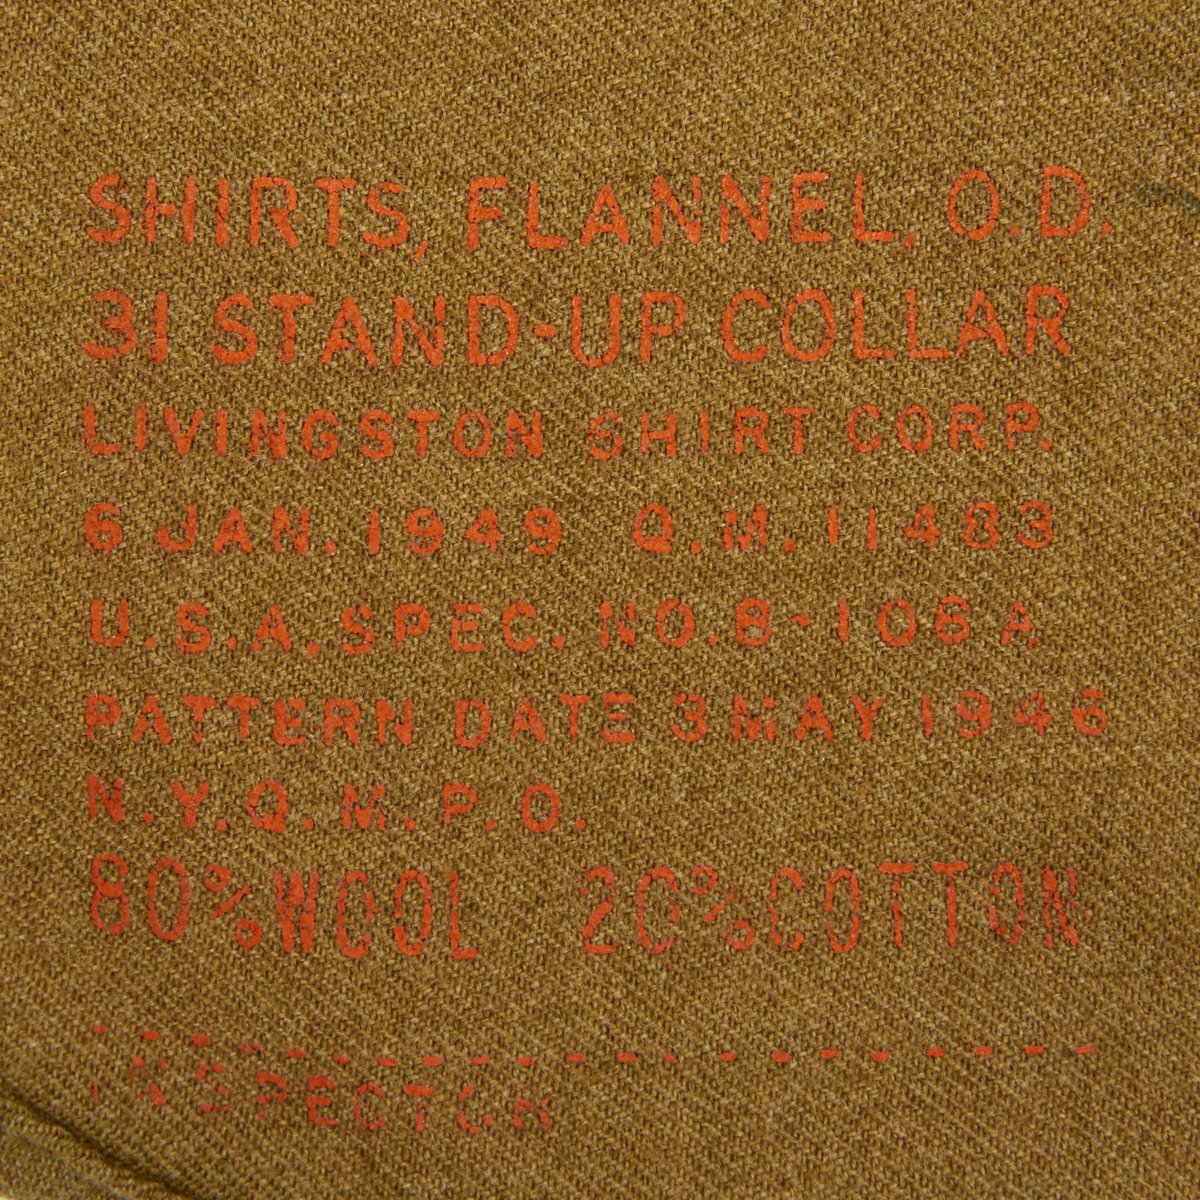 SHIRTS, FLANNEL, O.D.
31 STAND-UP COLLAR
LIVINGSTON SHIRT CORP.
6 JAN. 1949 Q.M. 11483
U.S.A. SPEC. NO. 8-106 A
PATTERN DATE 3 MAY 1946
N.Y.Q.M.P.O.
80% WOOL 20% COTTON
INSPECTOR